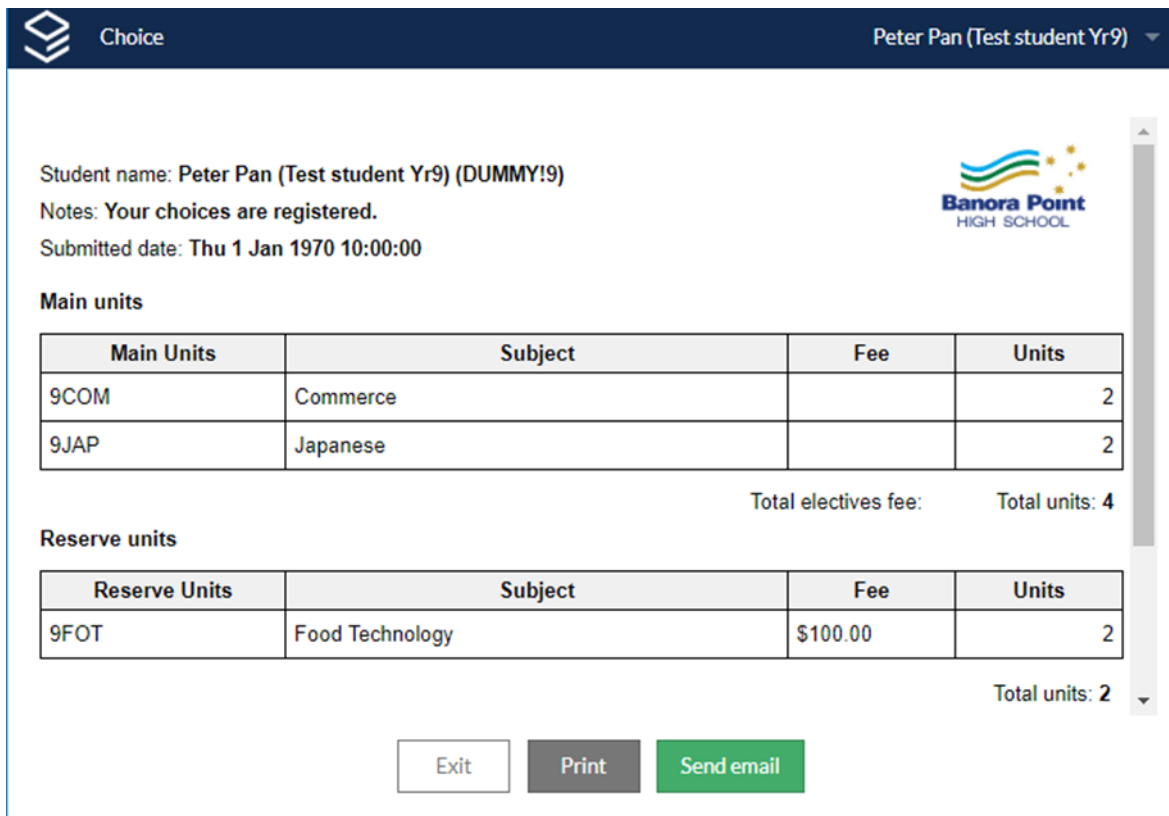 Choice Peter Pan (Test student Yr9)
Student name: Peter Pan (Test student Yr9) (DUMMY!9)
Notes: Your choices are registered.
Submitted date: Thu 1 Jan 1970 10:00:00
Banora Point
HIGH SCHOOL
Main units
Main Units Subject Fee Units
9COM Commerce 2
9JAP Japanese 2
Total electives fee: Total units: 4
Reserve units
Reserve Units Subject Fee Units
9FOT Food Technology $100.00 2
Total units: 2
Exit Print Send email